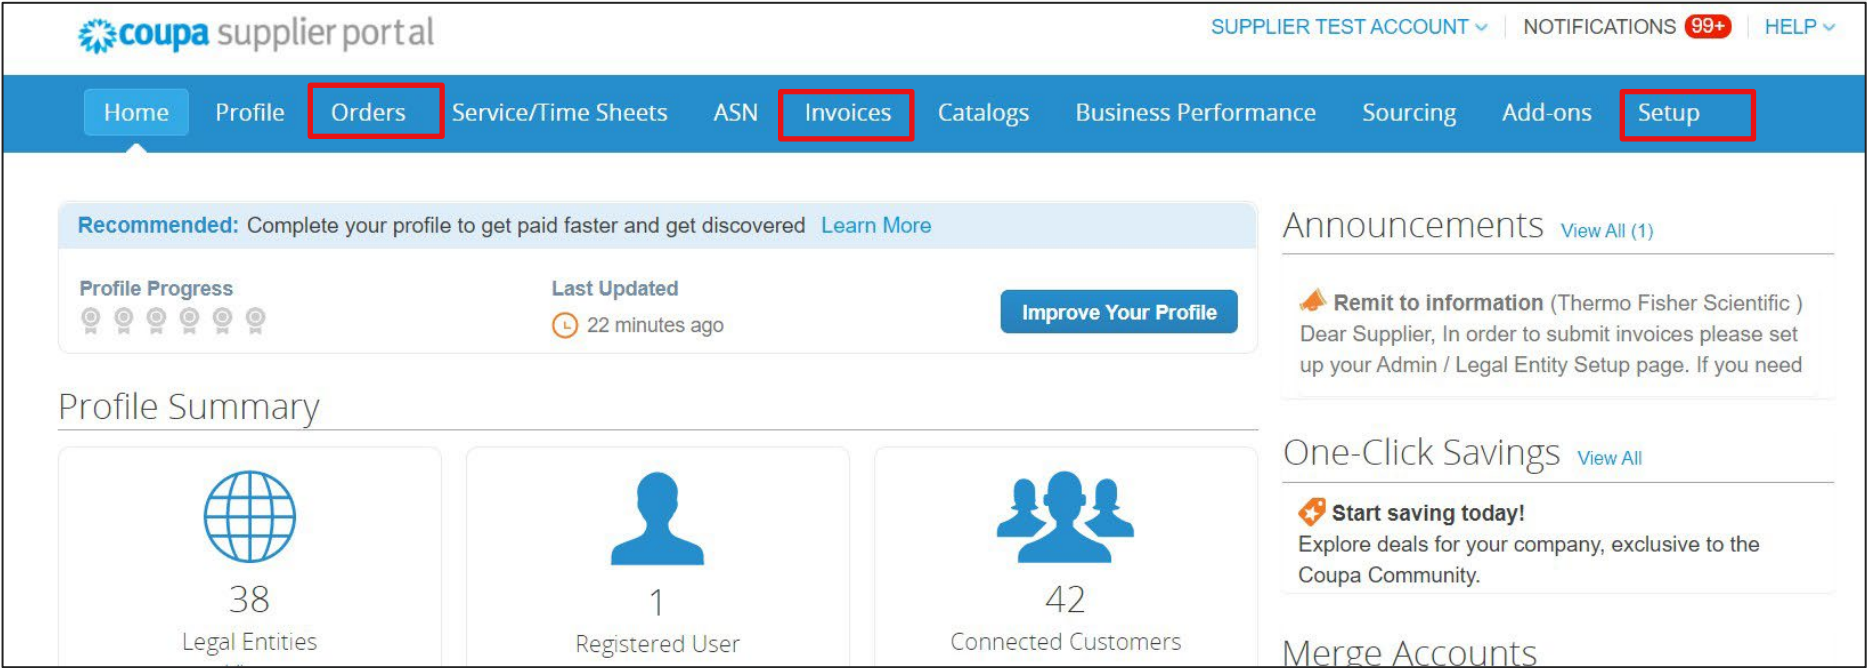 coupa supplier portal
SUPPLIER TEST ACCOUNT NOTIFICATIONS 99+ HELP
Home Profile Orders Service/Time Sheets ASN Invoices Catalogs Business Performance Sourcing Add-ons Setup
Recommended: Complete your profile to get paid faster and get discovered Learn More
Profile Progress
Last Updated
22 minutes ago
Improve Your Profile
Profile Summary
38
Legal Entities
1
Registered User
42
Connected Customers
Announcements View All (1)
Remit to information (Thermo Fisher Scientific )
Dear Supplier, In order to submit invoices please set
up your Admin / Legal Entity Setup page. If you need
One-Click Savings View All
Start saving today!
Explore deals for your company, exclusive to the
Coupa Community.
Merge Accounts